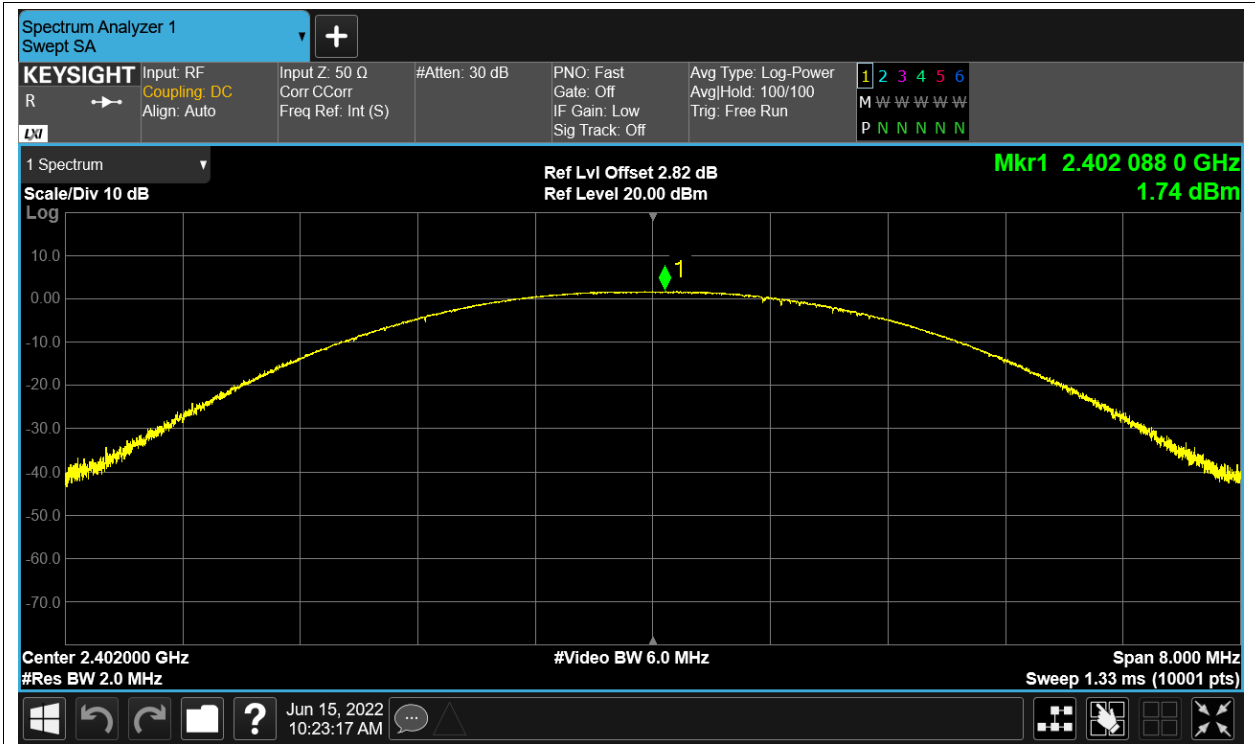 Spectrum Analyzer 1
Swept SA
KEYSIGHT
R
LXI
Input: RF
Coupling: DC
Align: Auto
Input Z: 50 Ω
Corr CCorr
Freq Ref: Int (S)
#Atten: 30 dB
PNO: Fast
Gate: Off
IF Gain: Low
Sig Track: Off
Avg Type: Log-Power
Avg|Hold: 100/100
Trig: Free Run
1 2 3 4 5 6
M W W W W W
P N N N N N
1 Spectrum
Scale/Div 10 dB
Log
Ref Lvl Offset 2.82 dB
Ref Level 20.00 dBm
Mkr1 2.402 088 0 GHz
1.74 dBm
1
10.0
0.00
-10.0
-20.0
-30.0
-40.0
-50.0
-60.0
-70.0
Center 2.402000 GHz
#Res BW 2.0 MHz
#Video BW 6.0 MHz
Span 8.000 MHz
Sweep 1.33 ms (10001 pts)
?
Jun 15, 2022
10:23:17 AM